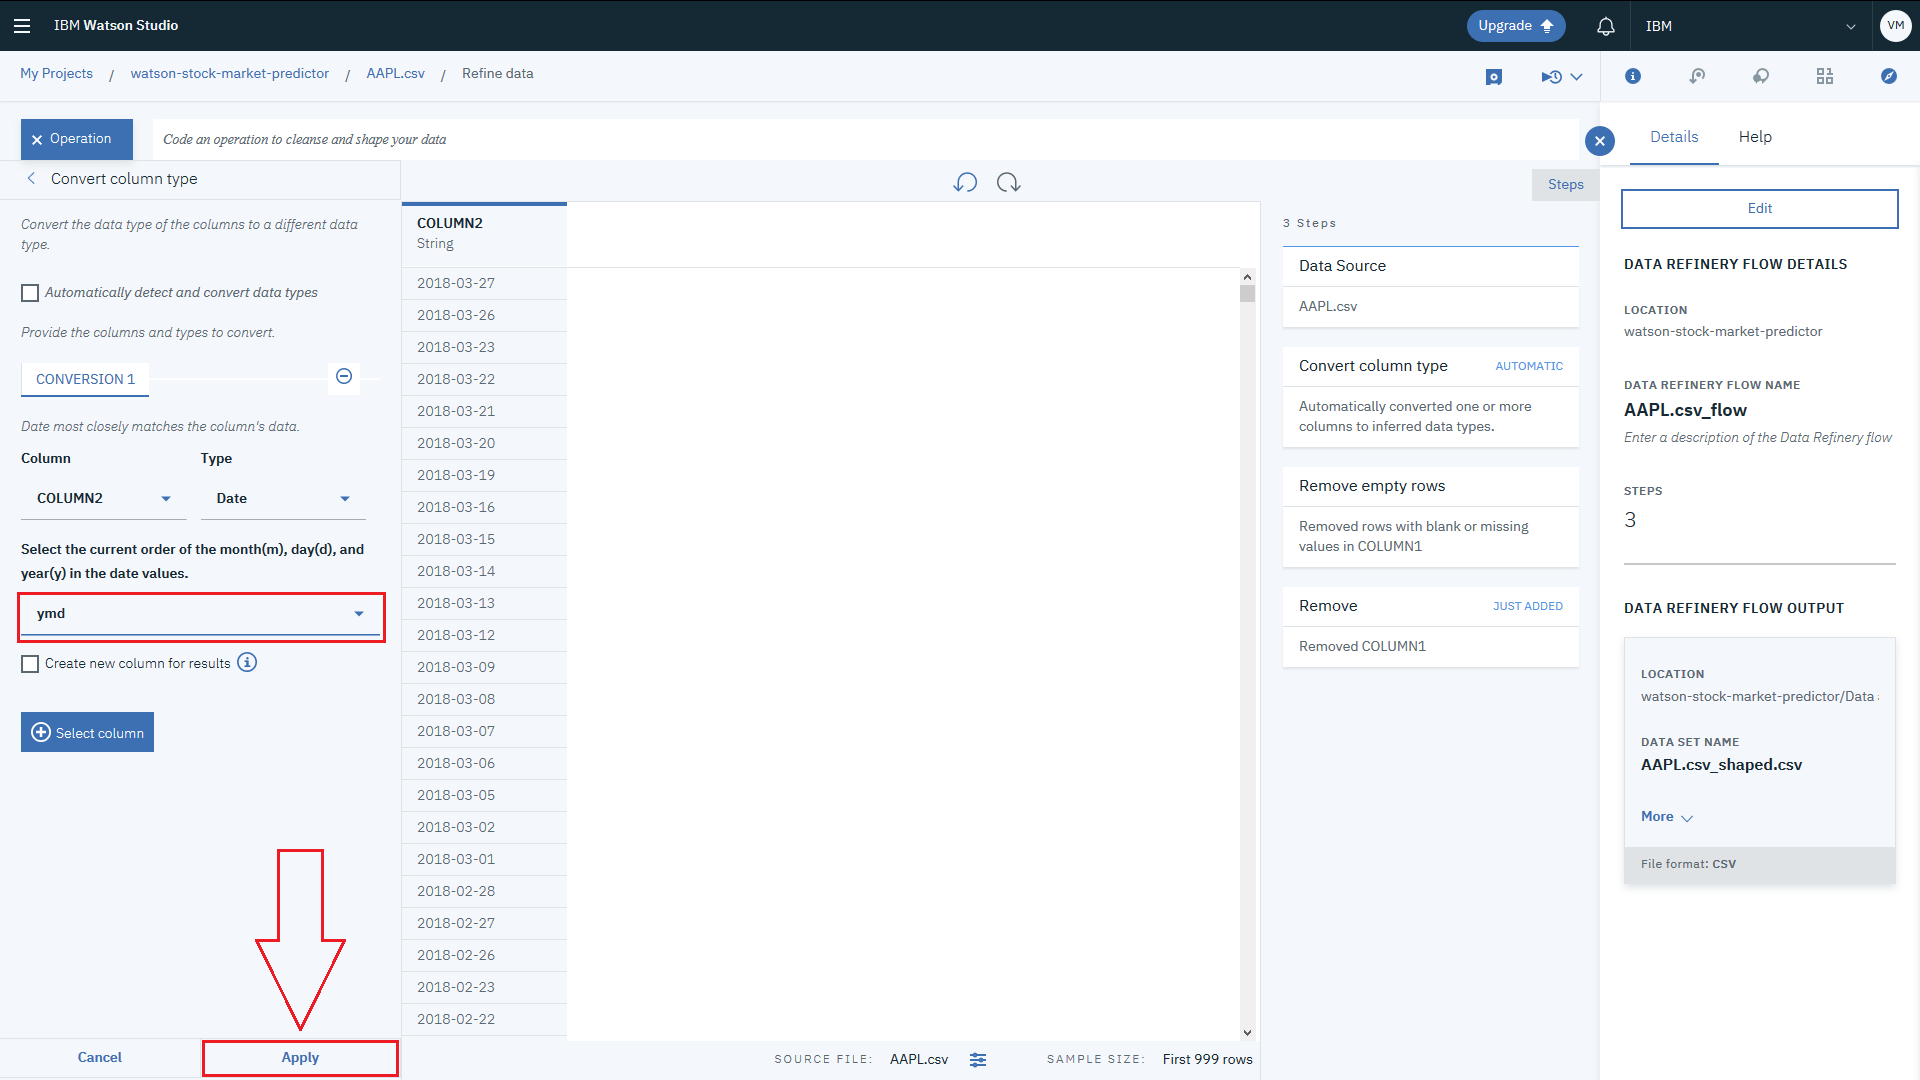 IBM Watson Studio
Upgrade
IBM
VM
My Projects / watson-stock-market-predictor / AAPL.csv / Refine data
Operation
Code an operation to cleanse and shape your data
Convert column type
Convert the data type of the columns to a different data
type.
Automatically detect and convert data types
Provide the columns and types to convert.
CONVERSION 1
Date most closely matches the column's data.
Column
Type
COLUMN2
Date
Select the current order of the month(m), day(d), and
year(y) in the date values.
ymd
Create new column for results
Select column
Cancel
Apply
COLUMN2
String
2018-03-27
2018-03-26
2018-03-23
2018-03-22
2018-03-21
2018-03-20
2018-03-19
2018-03-16
2018-03-15
2018-03-14
2018-03-13
2018-03-12
2018-03-09
2018-03-08
2018-03-07
2018-03-06
2018-03-05
2018-03-02
2018-03-01
2018-02-28
2018-02-27
2018-02-26
2018-02-23
2018-02-22
SOURCE FILE: AAPL.csv
SAMPLE SIZE: First 999 rows
Steps
3 Steps
Data Source
AAPL.csv
Convert column type
AUTOMATIC
Automatically converted one or more
columns to inferred data types.
Remove empty rows
Removed rows with blank or missing
values in COLUMN1
Remove
JUST ADDED
Removed COLUMN1
Details
Help
Edit
DATA REFINERY FLOW DETAILS
LOCATION
watson-stock-market-predictor
DATA REFINERY FLOW NAME
AAPL.csv_flow
Enter a description of the Data Refinery flow
STEPS
3
DATA REFINERY FLOW OUTPUT
LOCATION
watson-stock-market-predictor/Data
DATA SET NAME
AAPL.csv_shaped.csv
More
File format: CSV